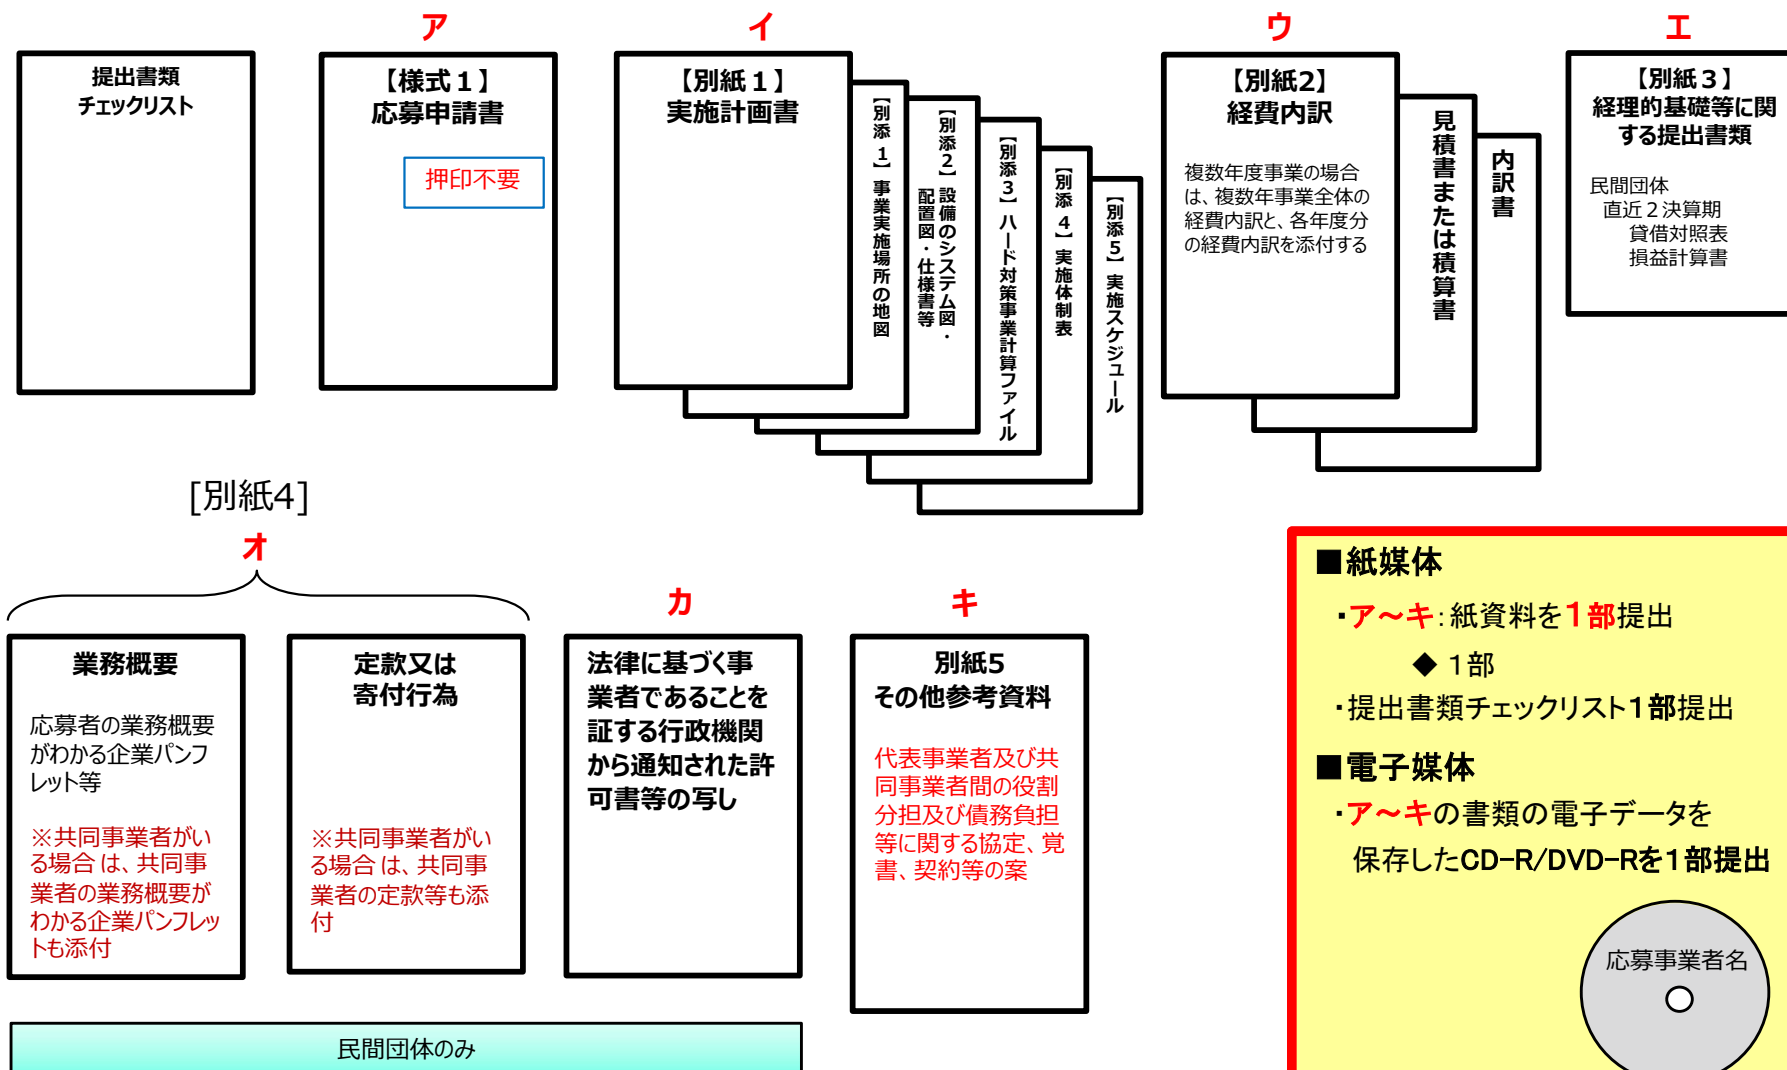 提出書類
チェックリスト
ア
【様式１】
応募申請書
押印不要
イ
【別紙１】
実施計画書
【別添１】事業実施場所の地図
【別添２】設備のシステム図・
配置図・仕様書等
【別添３】ハード対策事業計算ファイル
【別添４】実施体制表
【別添５】実施スケジュール
ウ
【別紙2】
経費内訳
複数年度事業の場合
は、複数年事業全体の
経費内訳と、各年度分
の経費内訳を添付する
見積書または積算書
内訳書
エ
【別紙３】
経理的基礎等に関
する提出書類
民間団体
直近２決算期
貸借対照表
損益計算書
[別紙4]
オ
業務概要
応募者の業務概要
がわかる企業パンフ
レット等
※共同事業者がい
る場合は、共同事
業者の業務概要が
わかる企業パンフレッ
トも添付
定款又は
寄付行為
※共同事業者がい
る場合は、共同事
業者の定款等も添
付
カ
法律に基づく事
業者であることを
証する行政機関
から通知された許
可書等の写し
キ
別紙5
その他参考資料
代表事業者及び共
同事業者間の役割
分担及び債務負担
等に関する協定、覚
書、契約等の案
民間団体のみ
■紙媒体
・ア～キ：紙資料を１部提出
◆ １部
・提出書類チェックリスト１部提出
■電子媒体
・ア～キの書類の電子データを
保存したCD-R/DVD-Rを１部提出
応募事業者名